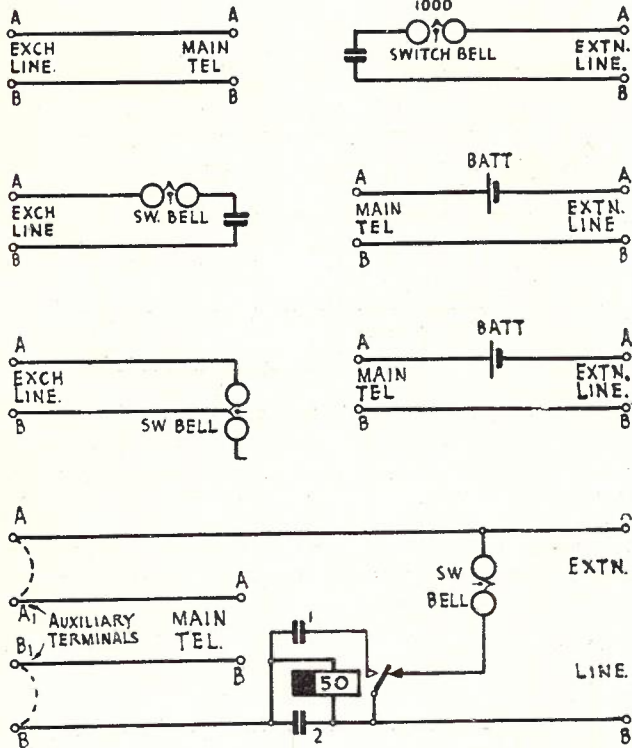 A A
EXCH MAIN
LINE. TEL
B B
1000
SWITCH BELL
A
EXTN.
LINE.
B
A
EXCH
LINE
SW. BELL
B
BATT
A A
MAIN EXTN.
TEL LINE
B B
A
EXCH
LINE.
B
SW BELL
BATT
A A
MAIN EXTN.
TEL LINE.
B B
A A
SW EXTN.
BELL
A
A1 AUXILIARY MAIN
TERMINALS TEL.
B1 B
1
50
2
LINE.
B B